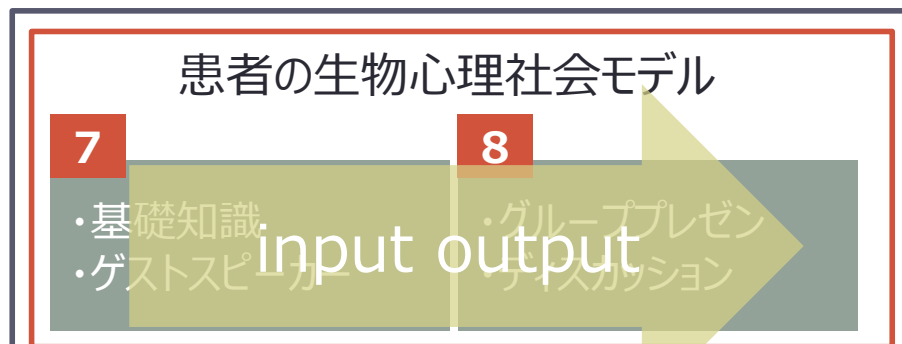 患者の生物心理社会モデル
7
・基礎知識
・ゲストスピーカー
8
・グループプレゼン
・ディスカッション
input output